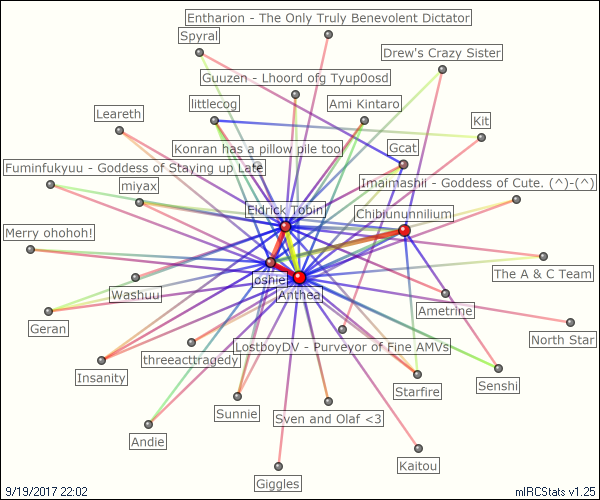 Entharion - The Only Truly Benevolent Dictator
Spyral
Drew's Crazy Sister
Guuzen - Lhoord ofg Tyup0osd
littlecog
Ami Kintaro
Leareth
Kit
Konran has a pillow pile too
Gcat
Fuminfukyuu - Goddess of Staying up Late
miyax
Imaimashii - Goddess of Cute. (^)-(^)
Eldrick Tobin
Chibiununnilium
Merry ohohoh!
The A & C Team
oshie
Washuu
Anthea
Ametrine
Geran
North Star
LostboyDV - Purveyor of Fine AMVs
threeacttragedy
Insanity
Starfire
Senshi
Sunnie
Sven and Olaf <3
Andie
Kaitou
Giggles
9/19/2017 22:02
mIRCStats v1.25